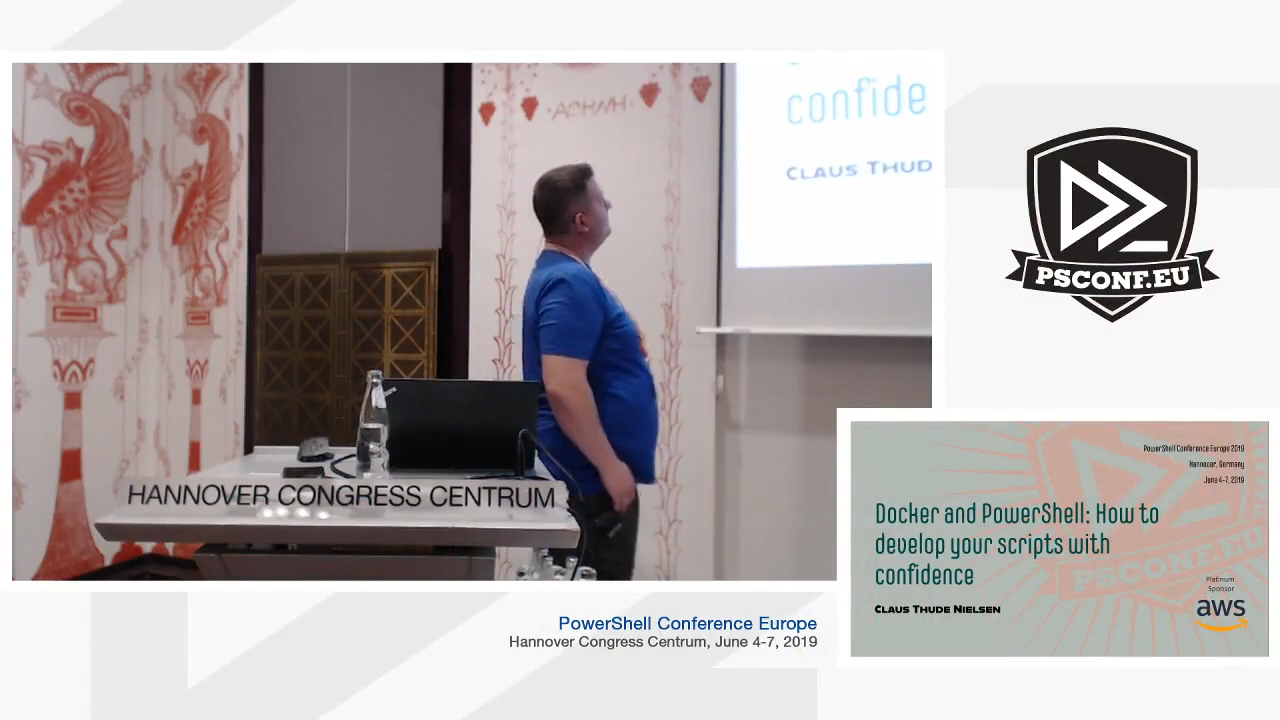 confide
CLAUS THUD
HANNOVER CONGRESS CENTRUM
PSCONF.EU
PowerShell Conference Europe 2019
Hannover, Germany
June 4-7, 2019
Docker and PowerShell: How to
develop your scripts with
confidence
CLAUS THUDE NIELSEN
PSCONF.EU
Platinum
Sponsor
aws
PowerShell Conference Europe
Hannover Congress Centrum, June 4-7, 2019